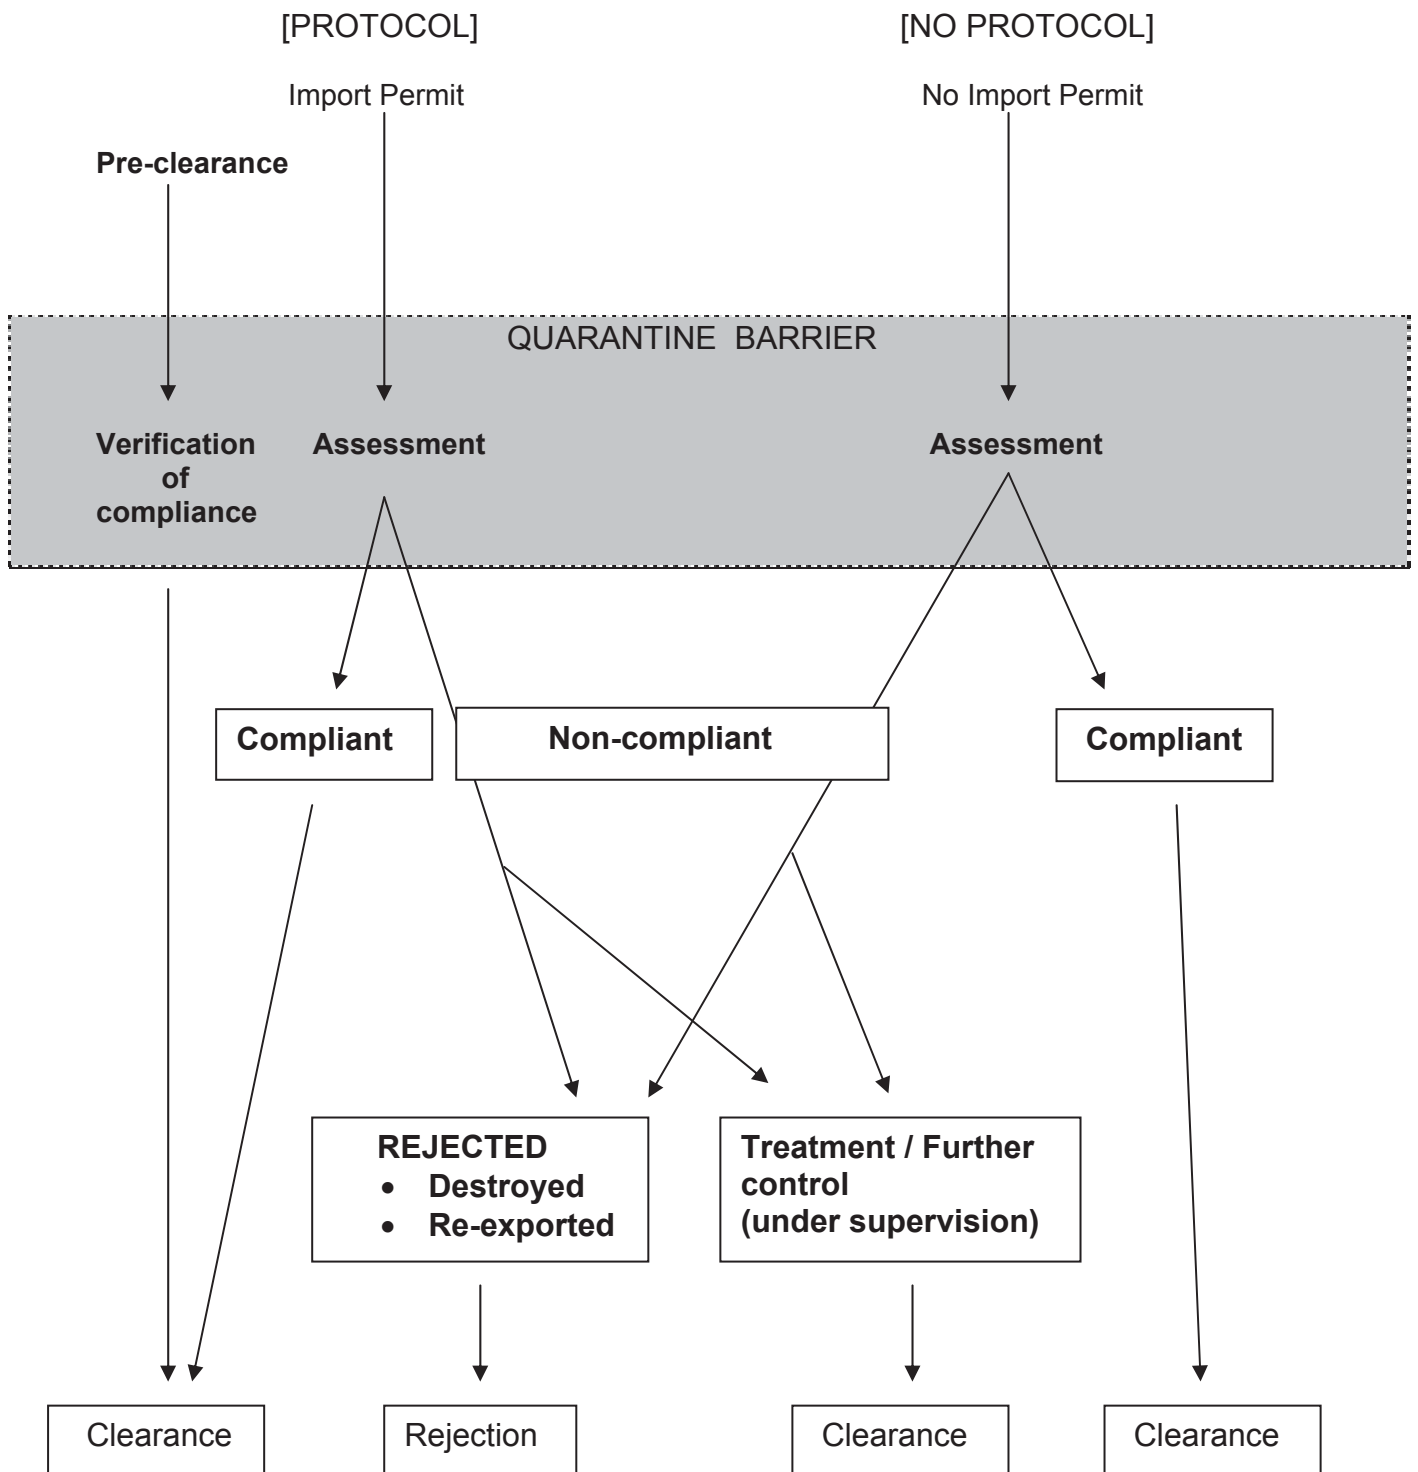 [PROTOCOL]
[NO PROTOCOL]
Import Permit
No Import Permit
Pre-clearance
QUARANTINE BARRIER
Verification
of
compliance
Assessment
Assessment
Compliant
Non-compliant
Compliant
REJECTED
• Destroyed
• Re-exported
Treatment / Further
control
(under supervision)
Clearance
Rejection
Clearance
Clearance